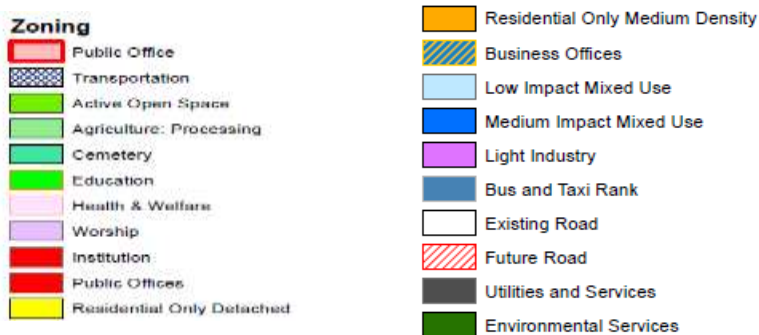 Zoning
Public Office
Transportation
Active Open Space
Agriculture: Processing
Cemetery
Education
Health & Welfare
Worship
Institution
Public Offices
Residential Only Detached
Residential Only Medium Density
Business Offices
Low Impact Mixed Use
Medium Impact Mixed Use
Light Industry
Bus and Taxi Rank
Existing Road
Future Road
Utilities and Services
Environmental Services